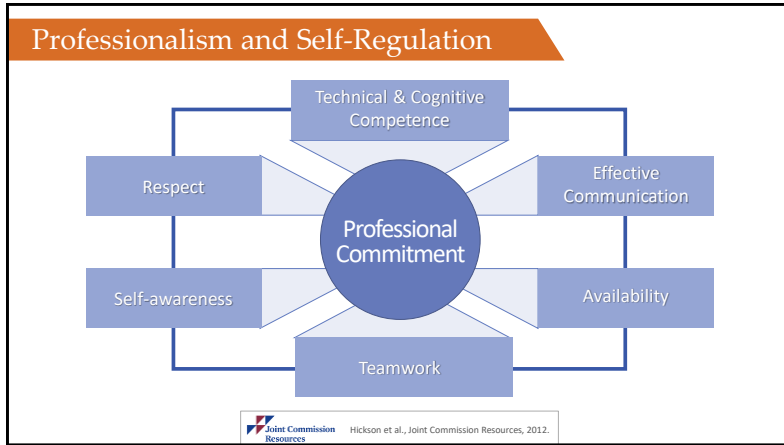 Professionalism and Self-Regulation
Technical & Cognitive
Competence
Respect
Effective
Communication
Professional
Commitment
Self-awareness
Availability
Teamwork
Joint Commission
Resources
Hickson et al., Joint Commission Resources, 2012.